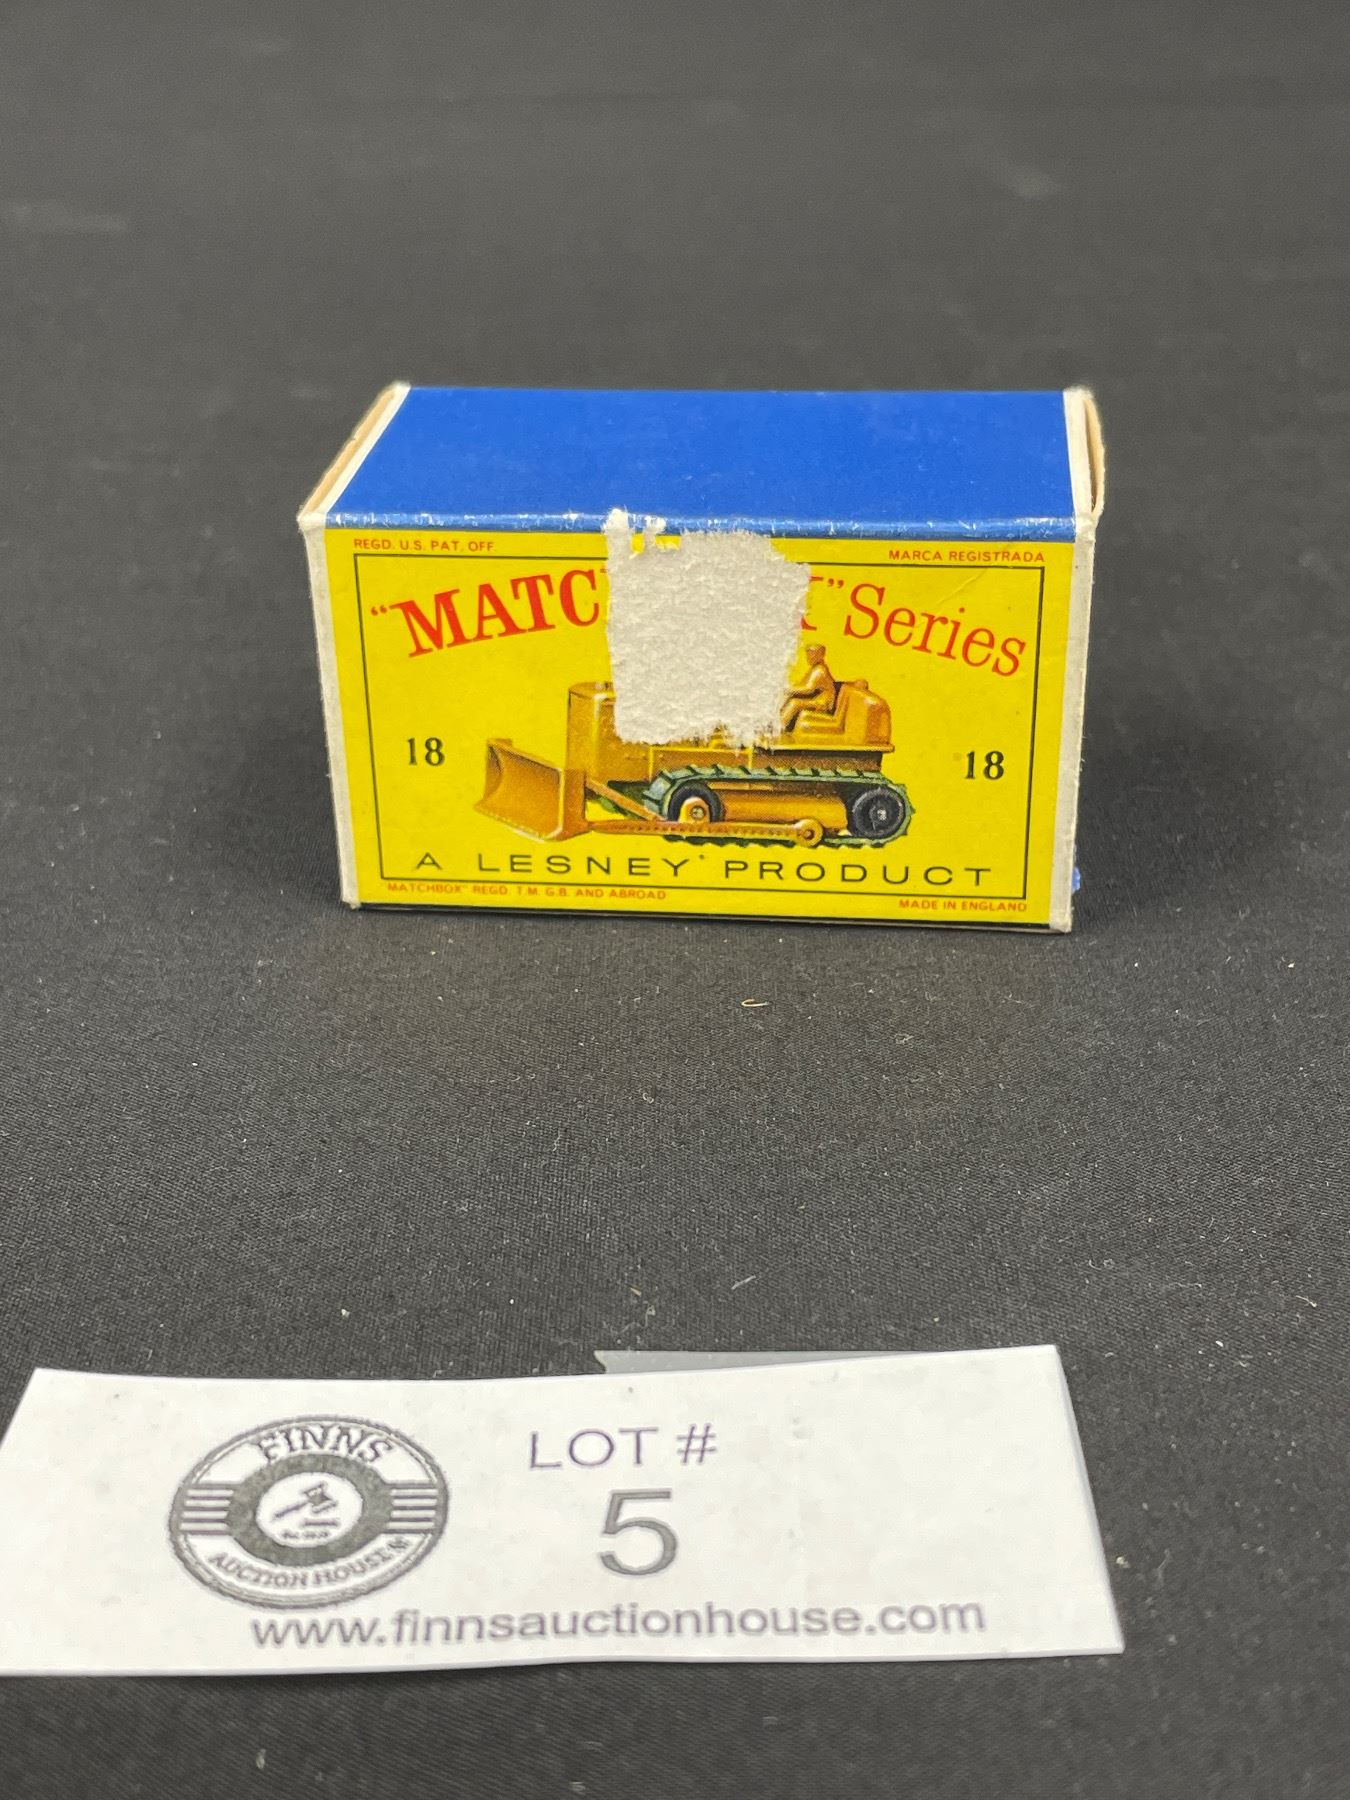 REGD. U.S. PAT. OFF.
MARCA REGISTRADA
"MATC
" Series
18
18
A LESNEY PRODUCT
"MATCHBOX" REGD. T.M. G.B. AND ABROAD
MADE IN ENGLAND
FINNS
AUCTION HOUSE
LOT #
5
www.finnsauctionhouse.com